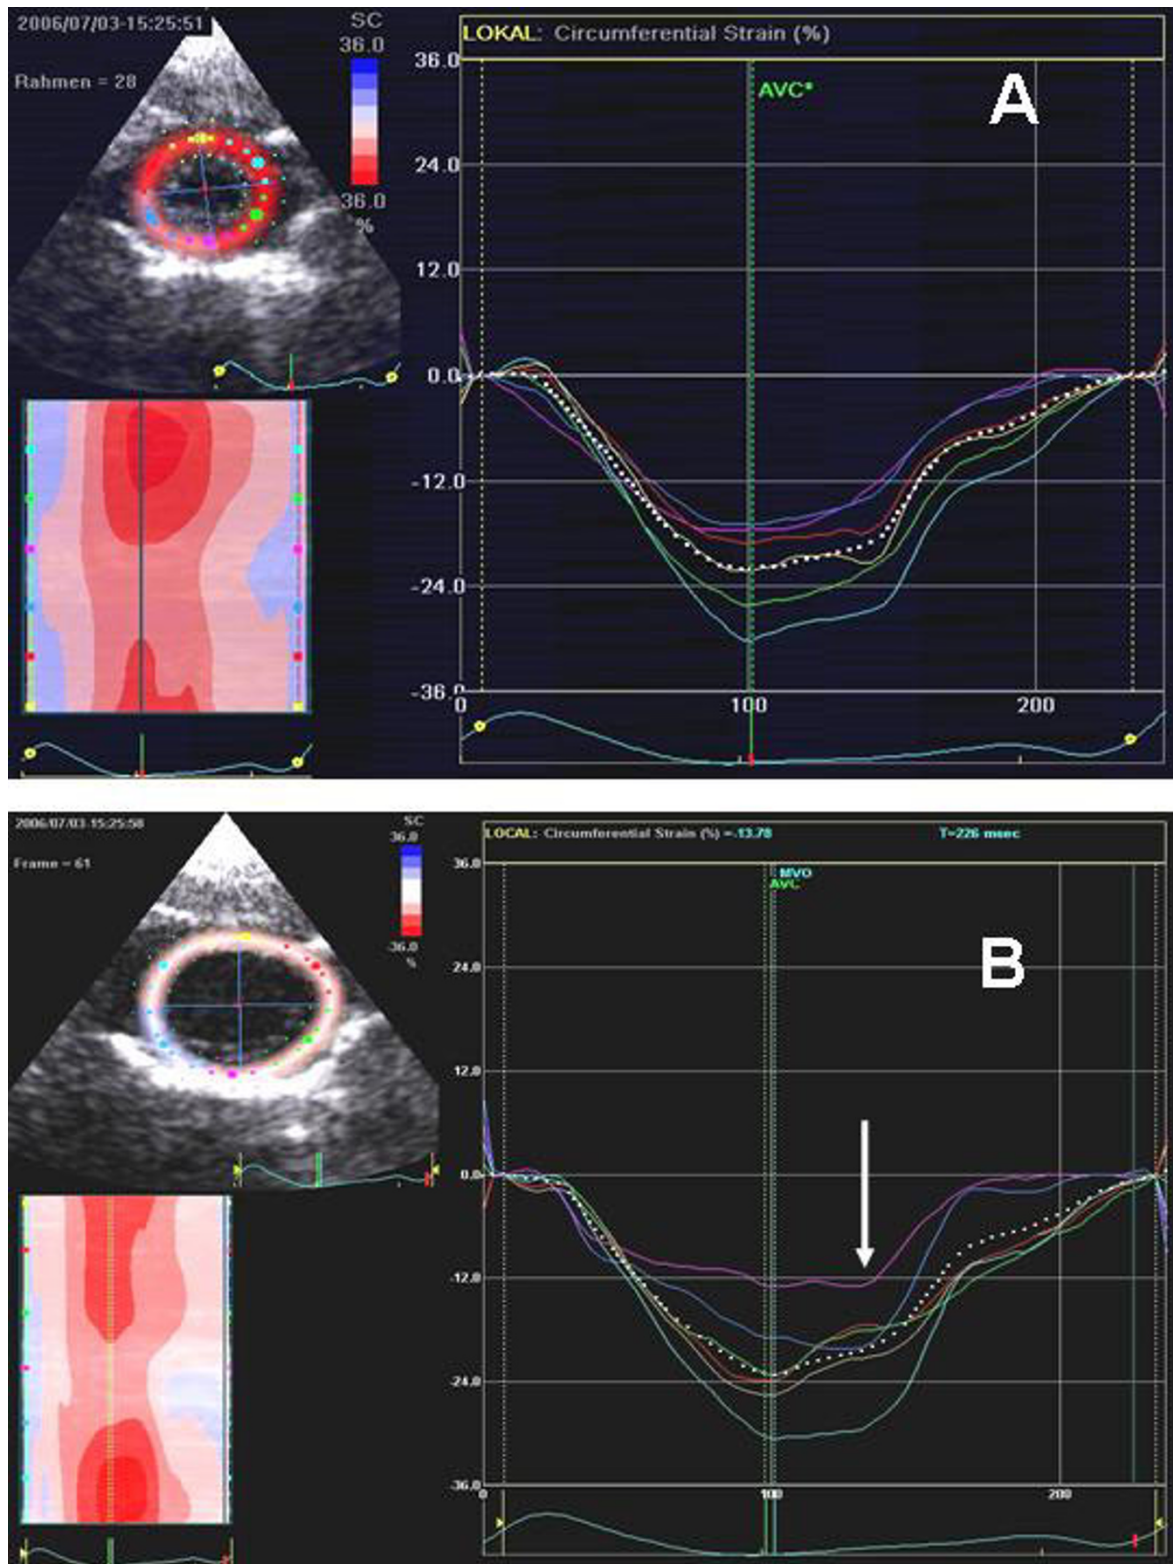 2006/07/03-15:25:51
SC
36.0
Rahmen = 28
-36.0
%
LOKAL: Circumferential Strain (%)
36.0
AVC*
A
24.0
12.0
0.0
-12.0
-24.0
-36.0
0
100
200
2006/07/03-15:25:58
SC
36.0
Frame = 61
-36.0
%
LOCAL: Circumferential Strain (%) =-13.78
T=226 msec
36.0
MVO
AVC
B
24.0
12.0
0.0
-12.0
-24.0
-36.0
0
100
200